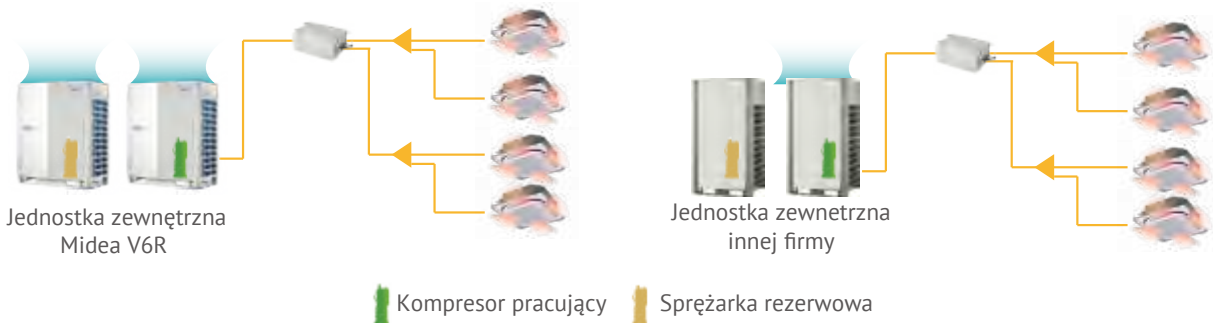 Jednostka zewnętrzna
Midea V6R
Jednostka zewnetrzna
innej firmy
Kompresor pracujący
Sprężarka rezerwowa